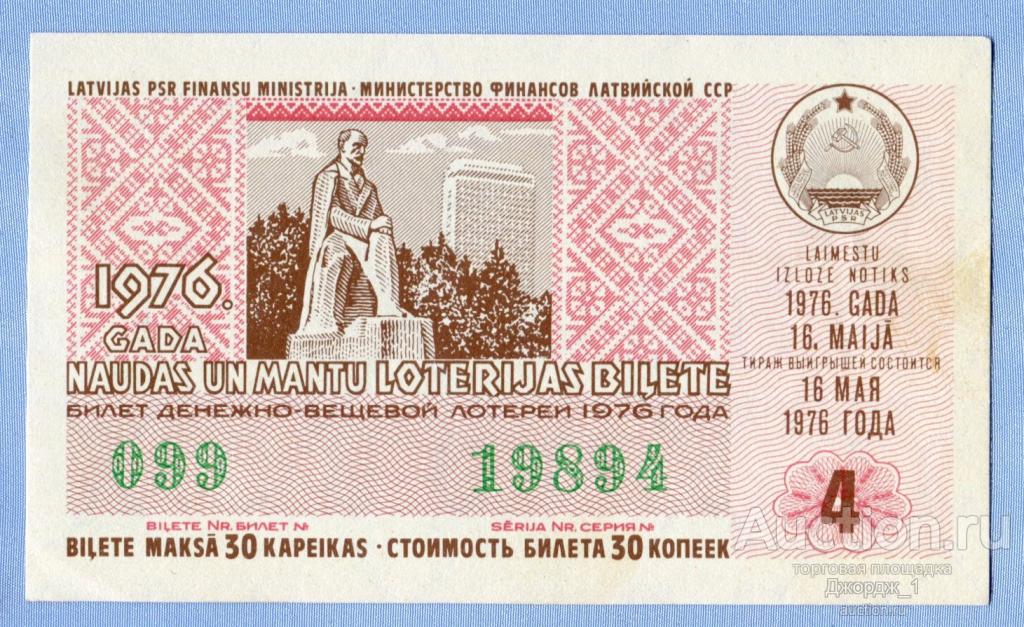 LATVIJAS PSR FINANSU MINISTRIJA · МИНИСТЕРСТВО ФИНАНСОВ ЛАТВИЙСКОЙ ССР
1976.
GADA
NAUDAS UN MANTU LOTERIJAS BIĻETE
БИЛЕТ ДЕНЕЖНО-ВЕЩЕВОЙ ЛОТЕРЕИ 1976 ГОДА
099 19894
BIĻETE NR. БИЛЕТ № SĒRIJA NR. СЕРИЯ №
BIĻETE MAKSĀ 30 KAPEIKAS · СТОИМОСТЬ БИЛЕТА 30 КОПЕЕК
LATVIJAS
PSR
LAIMESTU
IZLOZE NOTIKS
1976. GADA
16. MAIJĀ
ТИРАЖ ВЫИГРЫШЕЙ СОСТОИТСЯ
16 МАЯ
1976 ГОДА
4
Auction.ru
торговая площадка
Джордж_1
auction.ru